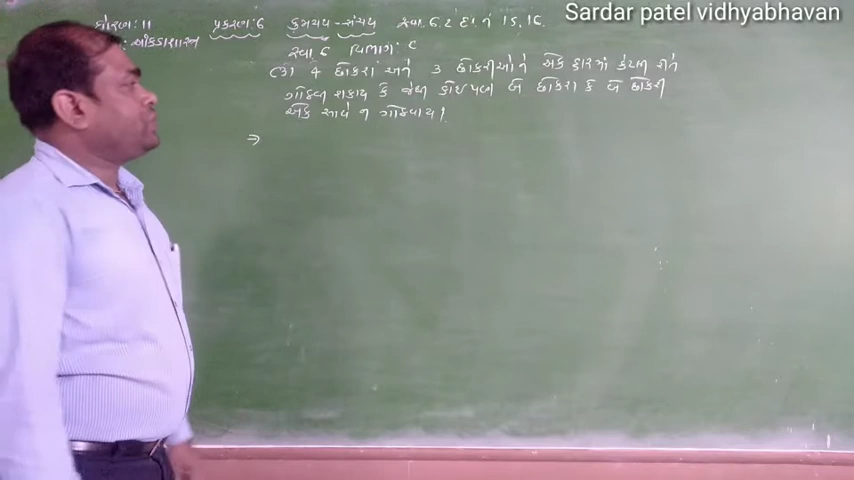 Sardar patel vidhyabhavan
ધોરણ: 11 પ્રકરણ: 6 ક્રમચય - સંચય સ્વા. 6.2 દા.નં 15, 16.
: આંકડાશાસ્ત્ર
સ્વા. 6 વિભાગ: C
4 છોકરાં અને 3 છોકરીઓને એક હારમાં કેટલી રીતે
ગોઠવી શકાય કે જેથી કોઈપણ બે છોકરા કે બે છોકરી
એક સાથે ન ગોઠવાય?
⇒